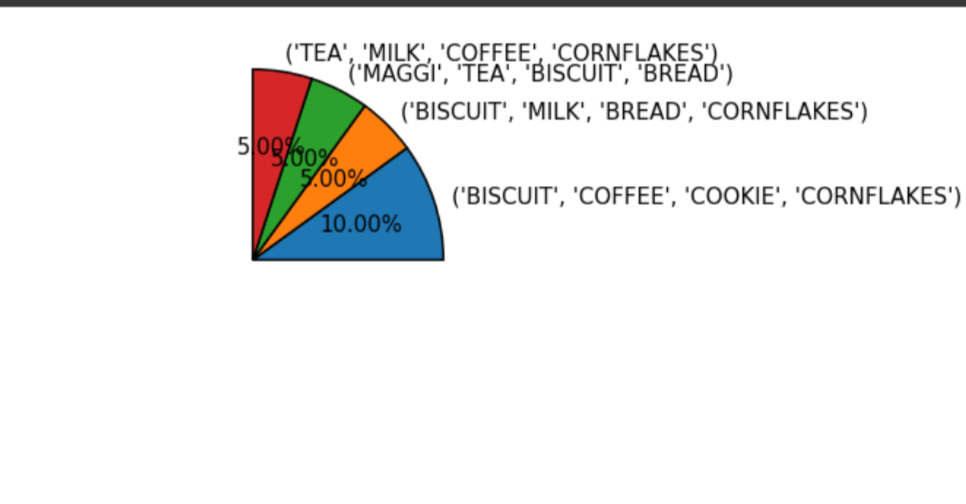 ('TEA', 'MILK', 'COFFEE', 'CORNFLAKES')
('MAGGI', 'TEA', 'BISCUIT', 'BREAD')
('BISCUIT', 'MILK', 'BREAD', 'CORNFLAKES')
5.00%
5.00%
5.00%
('BISCUIT', 'COFFEE', 'COOKIE', 'CORNFLAKES')
10.00%